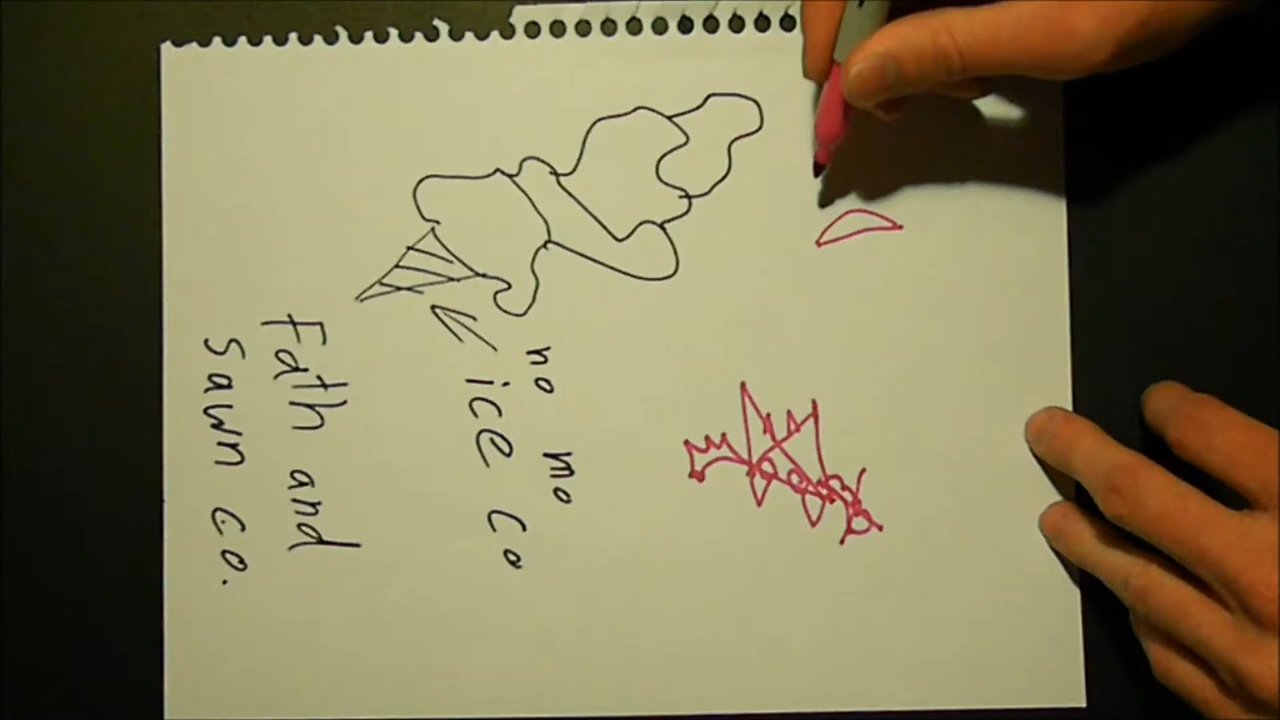 no mo
ice co
Fath and
sawn co.